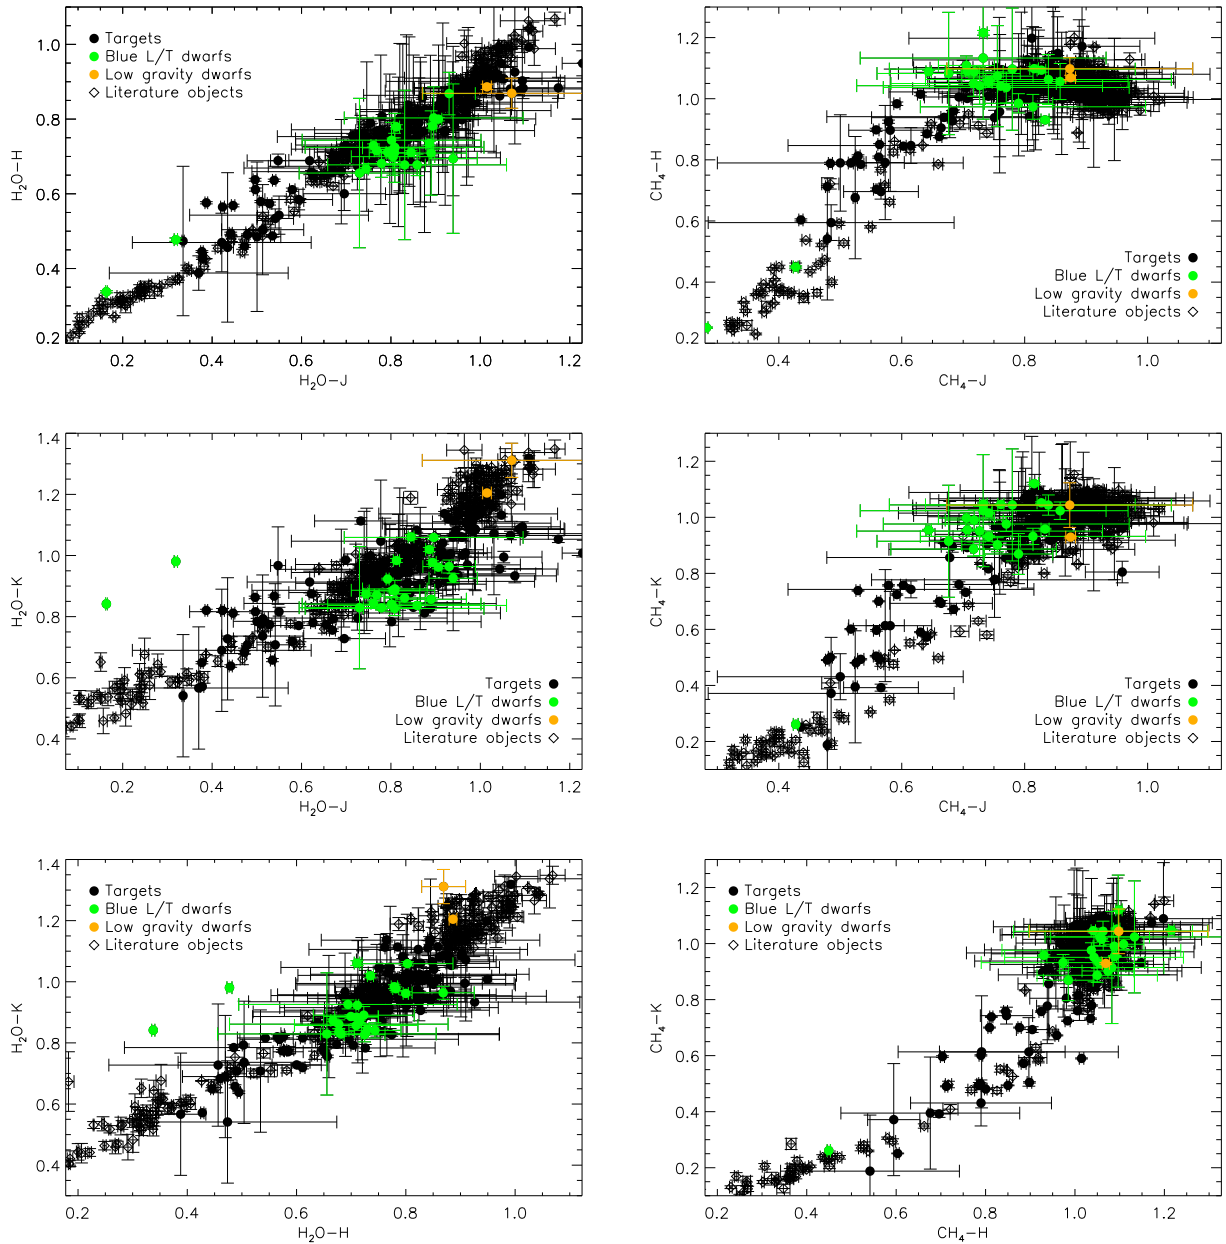 1.0
0.8
0.6
0.4
0.2
H₂O−H
Targets
Blue L/T dwarfs
Low gravity dwarfs
Literature objects
0.2 0.4 0.6 0.8 1.0 1.2
H₂O−J
1.2
1.0
0.8
0.6
0.4
0.2
CH₄−H
Targets
Blue L/T dwarfs
Low gravity dwarfs
Literature objects
0.4 0.6 0.8 1.0
CH₄−J
1.4
1.2
1.0
0.8
0.6
0.4
H₂O−K
Targets
Blue L/T dwarfs
Low gravity dwarfs
Literature objects
0.2 0.4 0.6 0.8 1.0 1.2
H₂O−J
1.2
1.0
0.8
0.6
0.4
0.2
CH₄−K
Targets
Blue L/T dwarfs
Low gravity dwarfs
Literature objects
0.4 0.6 0.8 1.0
CH₄−J
1.4
1.2
1.0
0.8
0.6
0.4
H₂O−K
Targets
Blue L/T dwarfs
Low gravity dwarfs
Literature objects
0.2 0.4 0.6 0.8 1.0
H₂O−H
1.2
1.0
0.8
0.6
0.4
0.2
CH₄−K
Targets
Blue L/T dwarfs
Low gravity dwarfs
Literature objects
0.2 0.4 0.6 0.8 1.0 1.2
CH₄−H